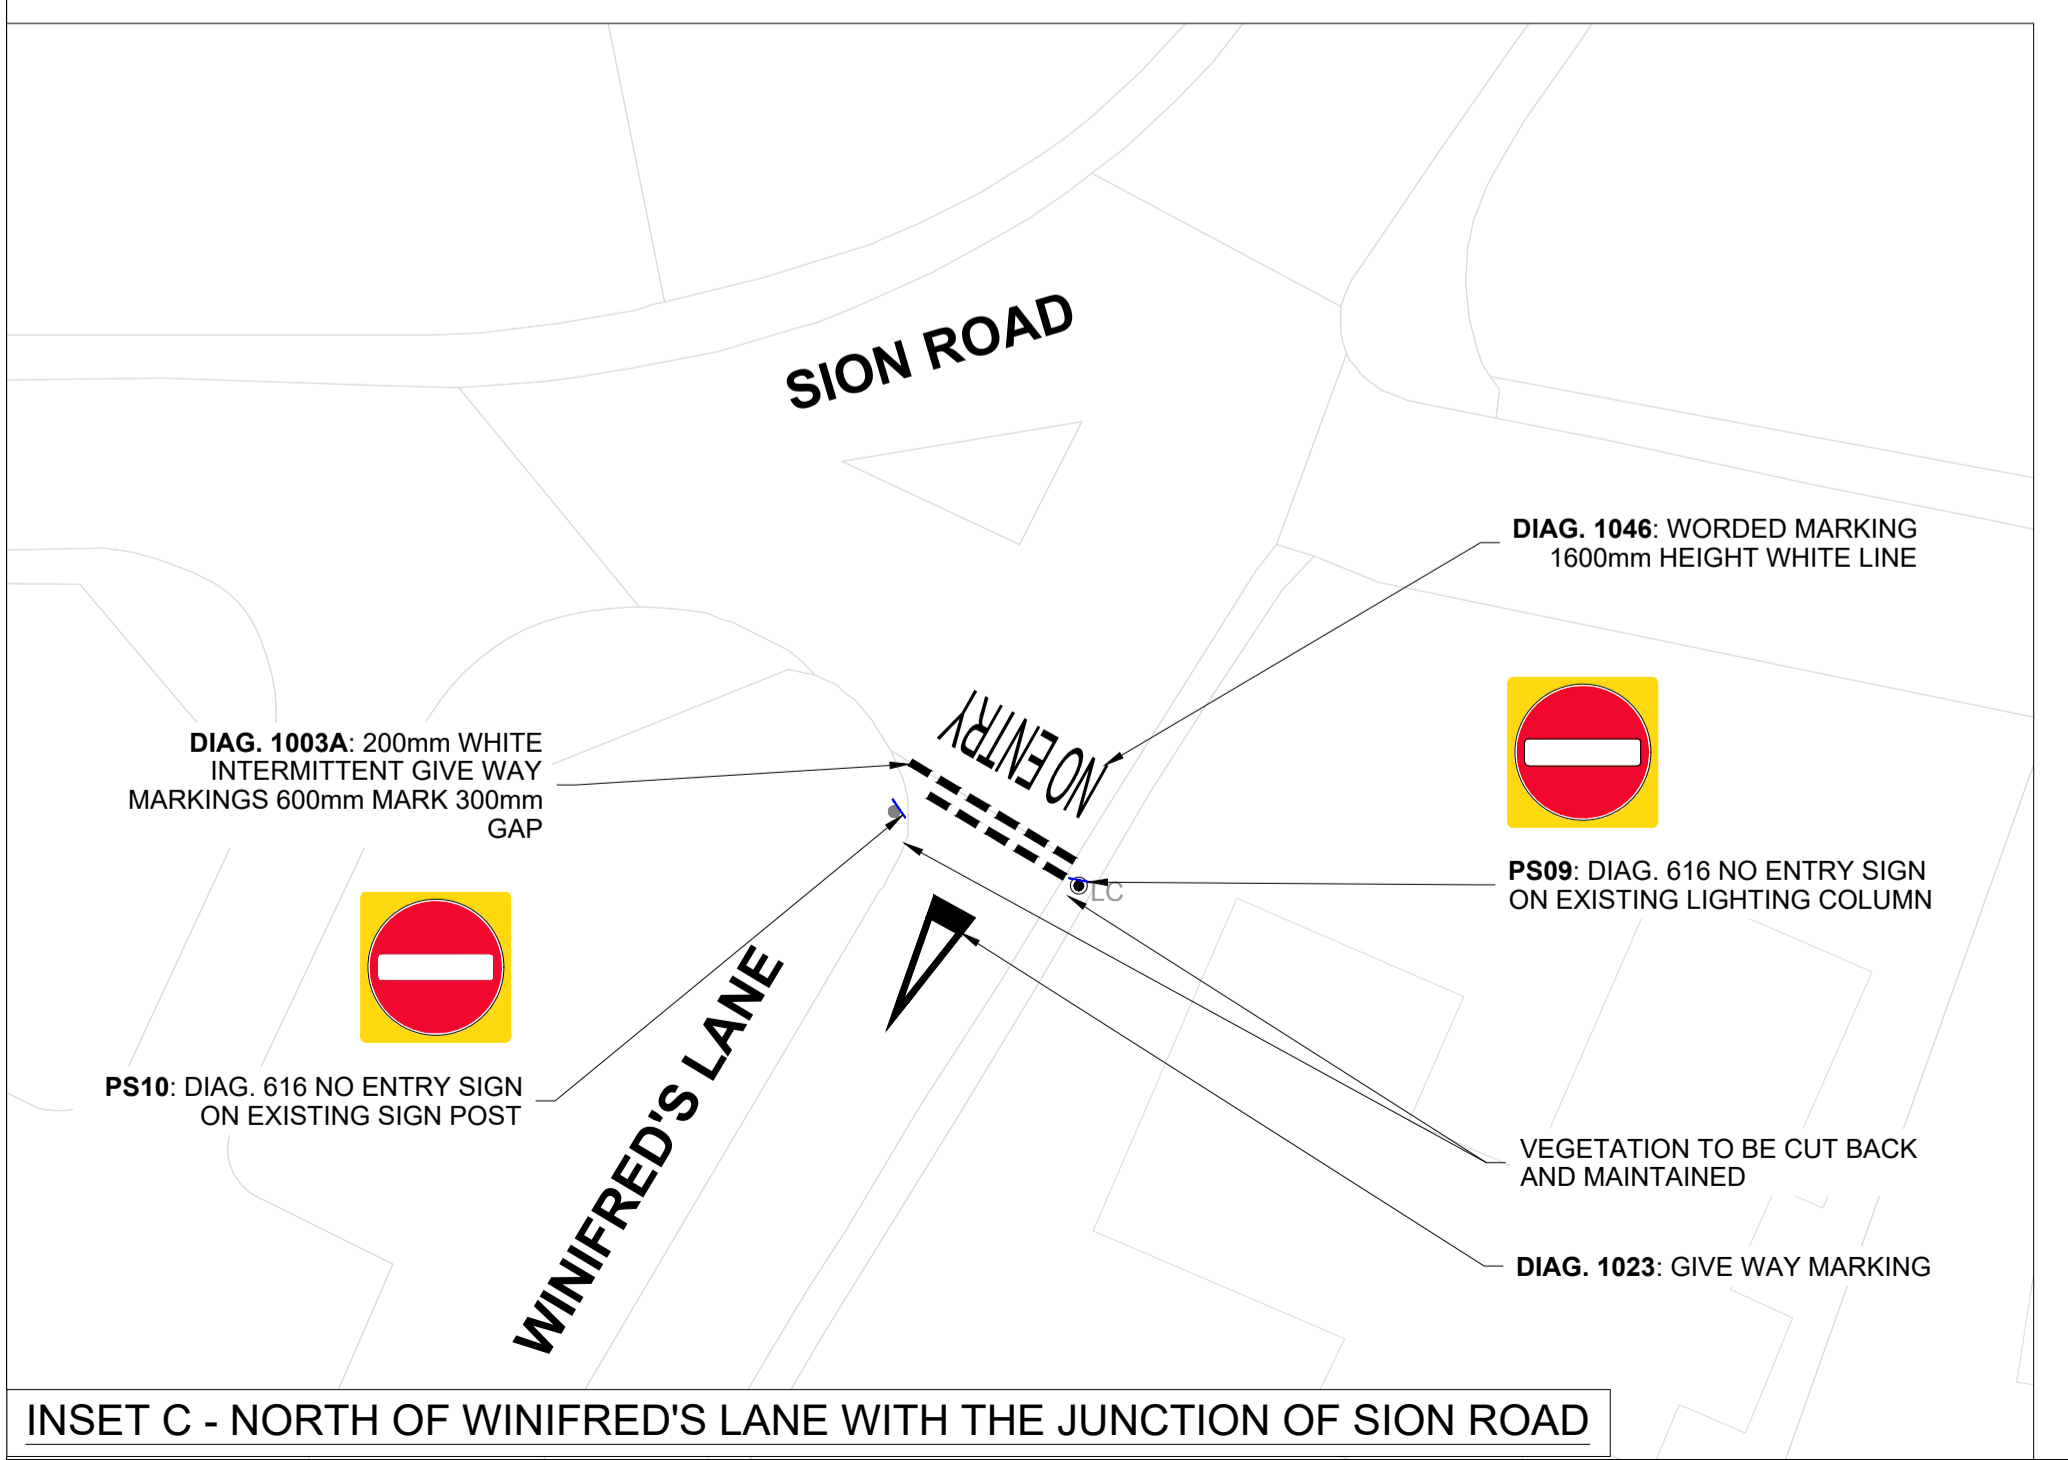 SION ROAD
DIAG. 1046: WORDED MARKING
1600mm HEIGHT WHITE LINE
NO ENTRY
DIAG. 1003A: 200mm WHITE
INTERMITTENT GIVE WAY
MARKINGS 600mm MARK 300mm
GAP
PS09: DIAG. 616 NO ENTRY SIGN
ON EXISTING LIGHTING COLUMN
LC
WINIFRED'S LANE
PS10: DIAG. 616 NO ENTRY SIGN
ON EXISTING SIGN POST
VEGETATION TO BE CUT BACK
AND MAINTAINED
DIAG. 1023: GIVE WAY MARKING
INSET C - NORTH OF WINIFRED'S LANE WITH THE JUNCTION OF SION ROAD